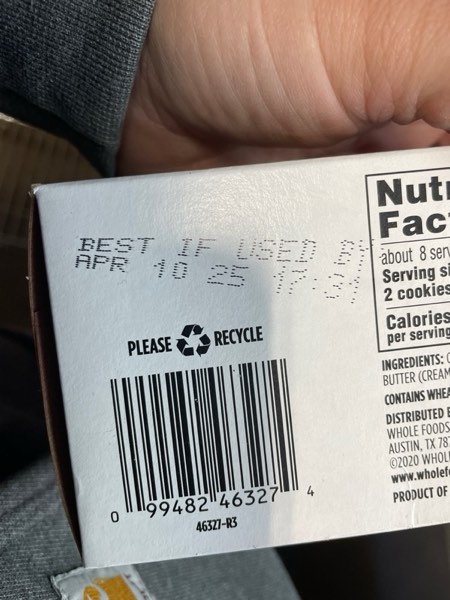 BEST IF USED BY
APR 10 25 17:31
PLEASE RECYCLE
0 99482 46327 4
46327-R3
Nutr
Fac
about 8 serv
Serving si
2 cookies
Calories
per serving
INGREDIENTS:
BUTTER (CREAM
CONTAINS WHEA
DISTRIBUTED B
WHOLE FOODS
AUSTIN, TX 787
©2020 WHOL
www.wholef
PRODUCT OF